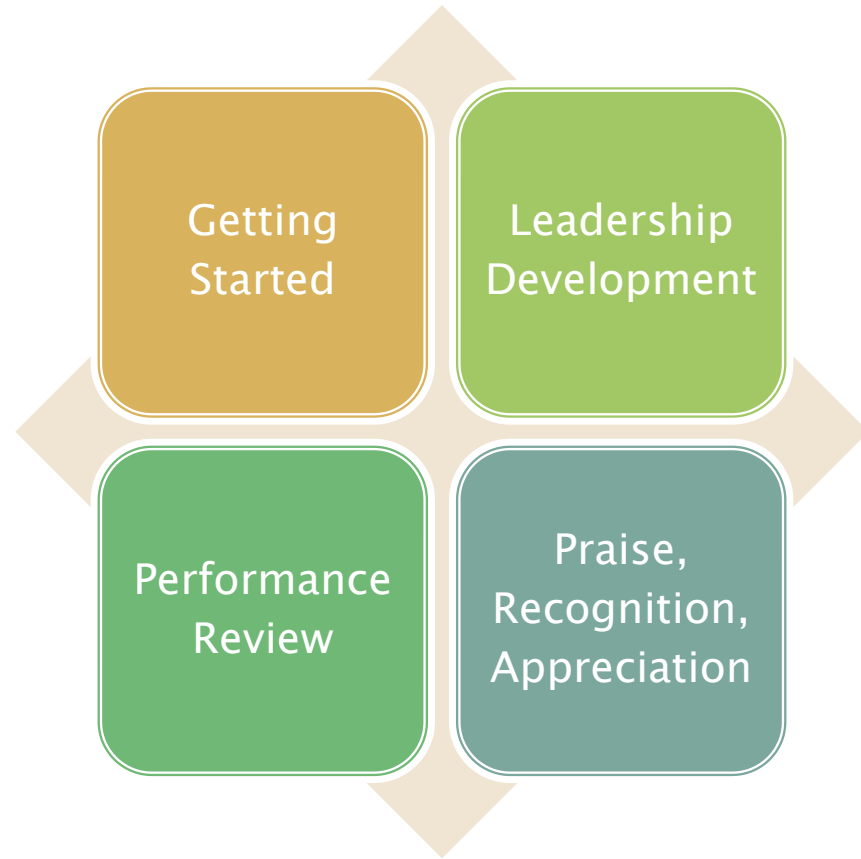 Getting
Started
Leadership
Development
Performance
Review
Praise,
Recognition,
Appreciation